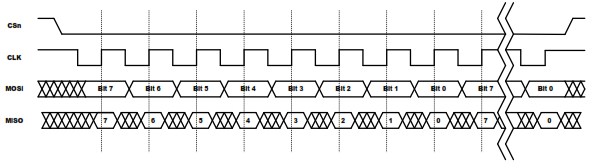 CSn
CLK
MOSI Bit 7 Bit 6 Bit 5 Bit 4 Bit 3 Bit 2 Bit 1 Bit 0 Bit 7 Bit 0
MISO 7 6 5 4 3 2 1 0 7 0